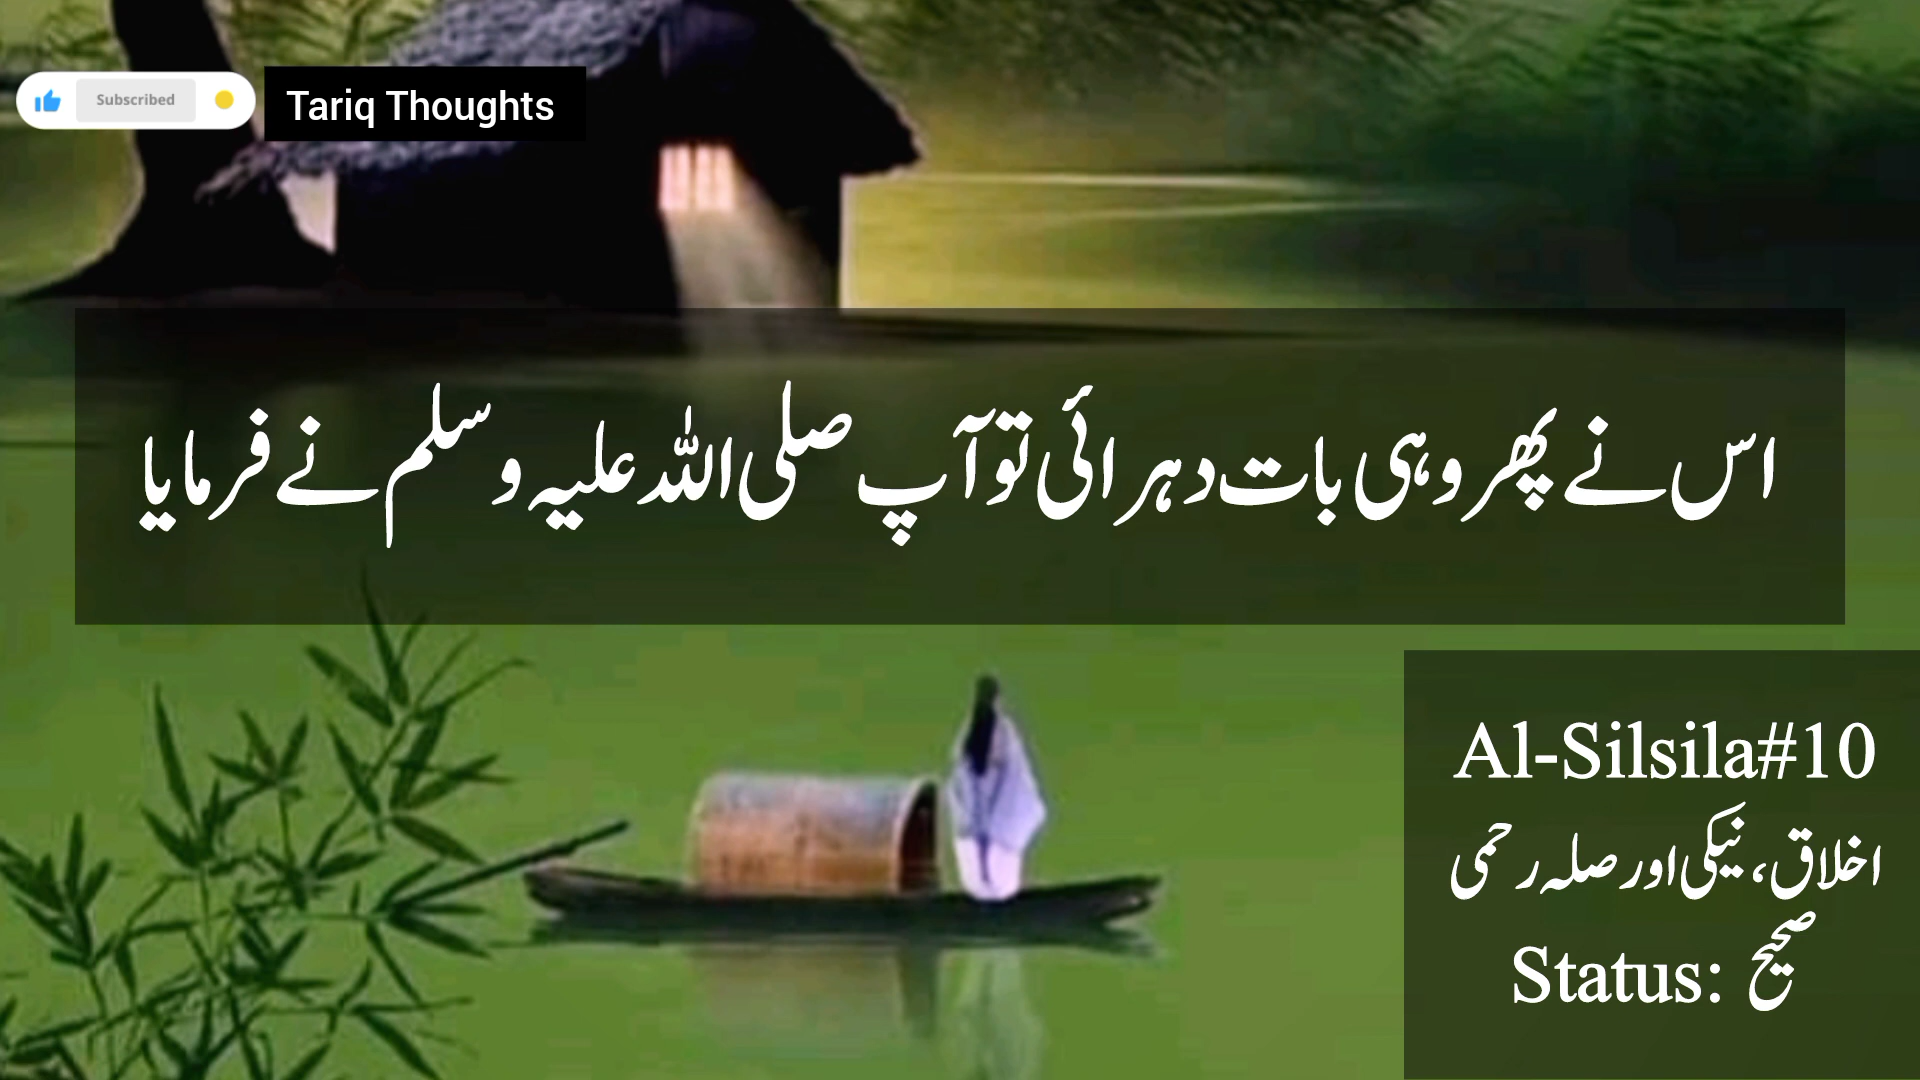 Subscribed
Tariq Thoughts
اس نے پھر وہی بات دہرائی تو آپ صلی اللہ علیہ وسلم نے فرمایا
Al-Silsila#10
اخلاق، نیکی اور صلہ رحمی
Status: صحیح